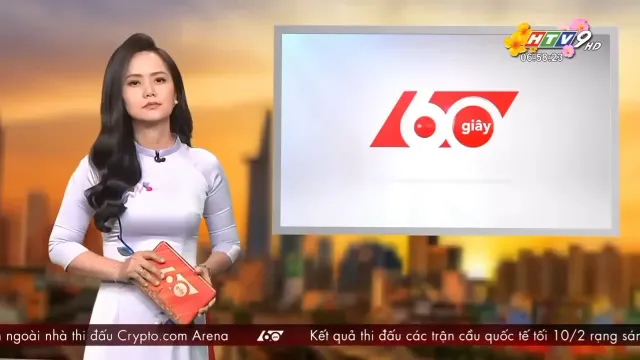 HTV9 HD
06:58:23
60 giây
60
ngoài nhà thi đấu Crypto.com Arena 60 Kết quả thi đấu các trận cầu quốc tế tối 10/2 rạng